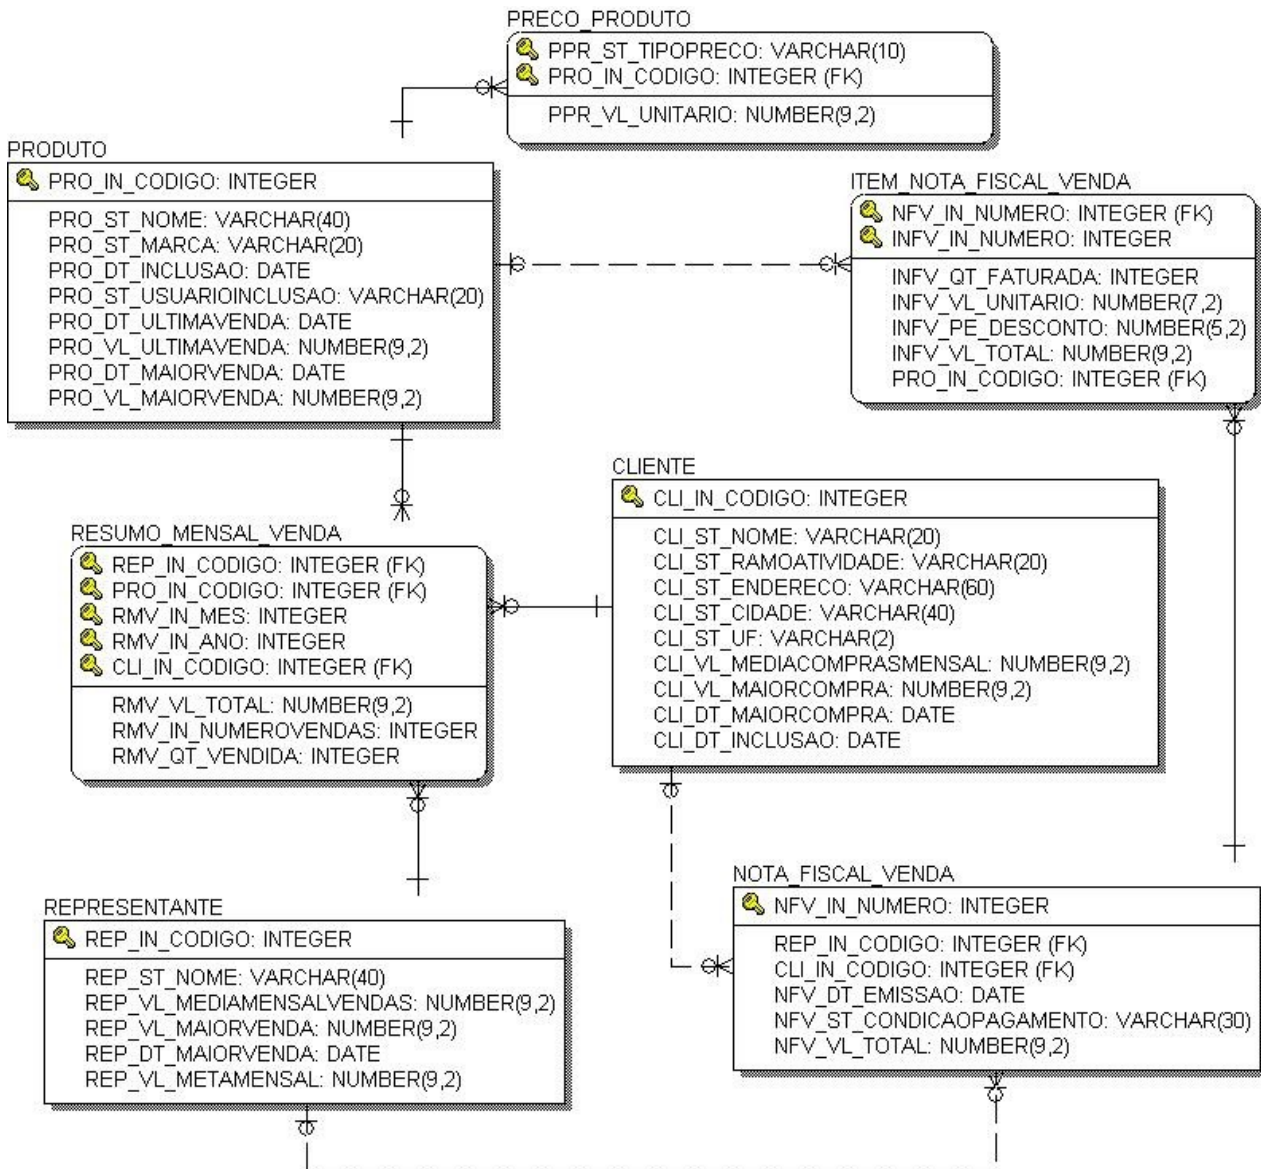 PRECO_PRODUTO
PPR_ST_TIPOPRECO: VARCHAR(10)
PRO_IN_CODIGO: INTEGER (FK)
PPR_VL_UNITARIO: NUMBER(9,2)
PRODUTO
PRO_IN_CODIGO: INTEGER
PRO_ST_NOME: VARCHAR(40)
PRO_ST_MARCA: VARCHAR(20)
PRO_DT_INCLUSAO: DATE
PRO_ST_USUARIOINCLUSAO: VARCHAR(20)
PRO_DT_ULTIMAVENDA: DATE
PRO_VL_ULTIMAVENDA: NUMBER(9,2)
PRO_DT_MAIORVENDA: DATE
PRO_VL_MAIORVENDA: NUMBER(9,2)
ITEM_NOTA_FISCAL_VENDA
NFV_IN_NUMERO: INTEGER (FK)
INFV_IN_NUMERO: INTEGER
INFV_QT_FATURADA: INTEGER
INFV_VL_UNITARIO: NUMBER(7,2)
INFV_PE_DESCONTO: NUMBER(5,2)
INFV_VL_TOTAL: NUMBER(9,2)
PRO_IN_CODIGO: INTEGER (FK)
CLIENTE
CLI_IN_CODIGO: INTEGER
CLI_ST_NOME: VARCHAR(20)
CLI_ST_RAMOATIVIDADE: VARCHAR(20)
CLI_ST_ENDERECO: VARCHAR(60)
CLI_ST_CIDADE: VARCHAR(40)
CLI_ST_UF: VARCHAR(2)
CLI_VL_MEDIACOMPRASMENSAL: NUMBER(9,2)
CLI_VL_MAIORCOMPRA: NUMBER(9,2)
CLI_DT_MAIORCOMPRA: DATE
CLI_DT_INCLUSAO: DATE
RESUMO_MENSAL_VENDA
REP_IN_CODIGO: INTEGER (FK)
PRO_IN_CODIGO: INTEGER (FK)
RMV_IN_MES: INTEGER
RMV_IN_ANO: INTEGER
CLI_IN_CODIGO: INTEGER (FK)
RMV_VL_TOTAL: NUMBER(9,2)
RMV_IN_NUMEROVENDAS: INTEGER
RMV_QT_VENDIDA: INTEGER
NOTA_FISCAL_VENDA
NFV_IN_NUMERO: INTEGER
REP_IN_CODIGO: INTEGER (FK)
CLI_IN_CODIGO: INTEGER (FK)
NFV_DT_EMISSAO: DATE
NFV_ST_CONDICAOPAGAMENTO: VARCHAR(30)
NFV_VL_TOTAL: NUMBER(9,2)
REPRESENTANTE
REP_IN_CODIGO: INTEGER
REP_ST_NOME: VARCHAR(40)
REP_VL_MEDIAMENSALVENDAS: NUMBER(9,2)
REP_VL_MAIORVENDA: NUMBER(9,2)
REP_DT_MAIORVENDA: DATE
REP_VL_METAMENSAL: NUMBER(9,2)